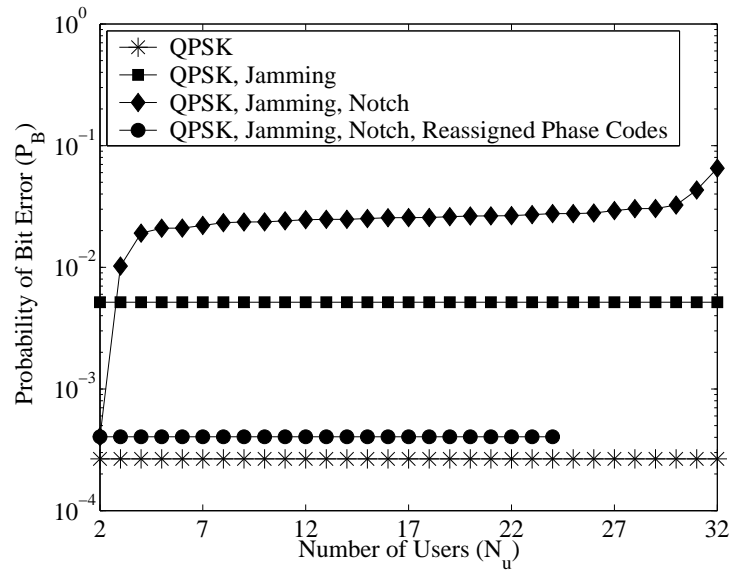 QPSK
QPSK, Jamming
QPSK, Jamming, Notch
QPSK, Jamming, Notch, Reassigned Phase Codes
Probability of Bit Error (P_B)
10^0
10^-1
10^-2
10^-3
10^-4
2 7 12 17 22 27 32
Number of Users (N_u)